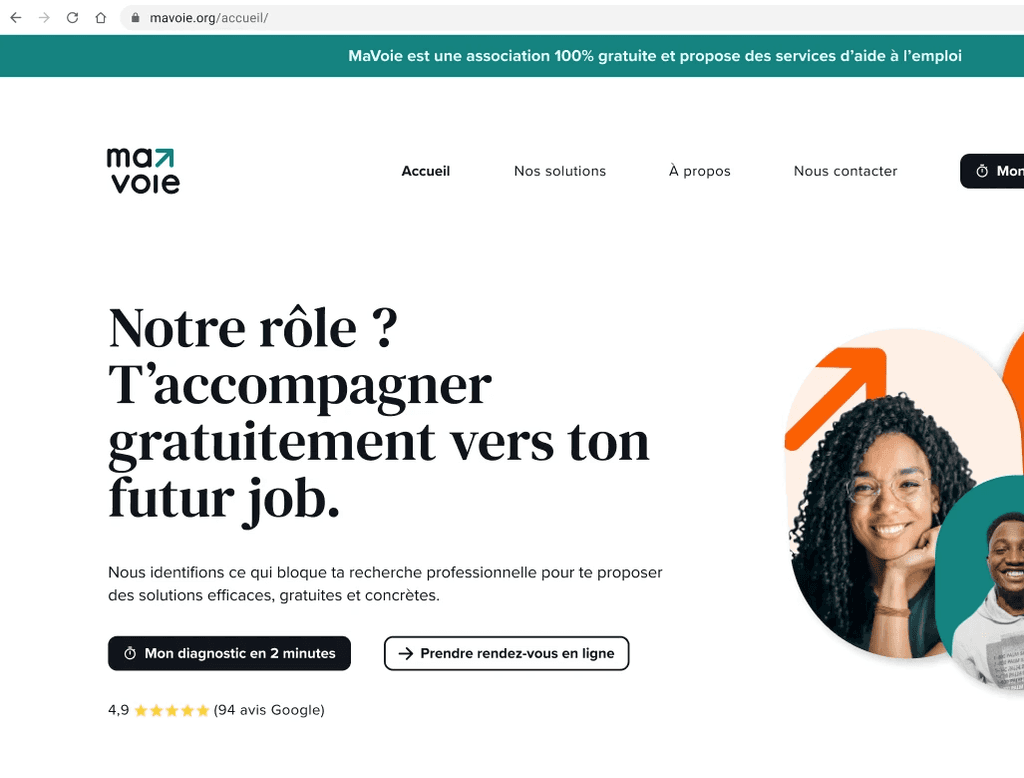 mavoie.org/accueil/
MaVoie est une association 100% gratuite et propose des services d’aide à l’emploi
ma
voie
Accueil
Nos solutions
À propos
Nous contacter
Mon
Notre rôle ?
T’accompagner
gratuitement vers ton
futur job.
Nous identifions ce qui bloque ta recherche professionnelle pour te proposer
des solutions efficaces, gratuites et concrètes.
Mon diagnostic en 2 minutes
Prendre rendez-vous en ligne
4,9 ⭐⭐⭐⭐⭐ (94 avis Google)